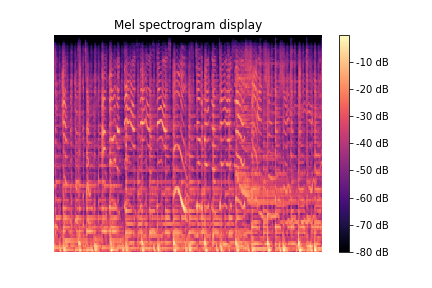 Mel spectrogram display
-10 dB
-20 dB
-30 dB
-40 dB
-50 dB
-60 dB
-70 dB
-80 dB